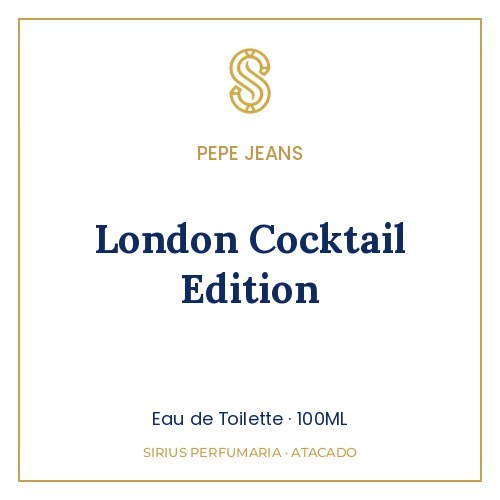 PEPE JEANS
London Cocktail
Edition
Eau de Toilette · 100ML
SIRIUS PERFUMARIA · ATACADO